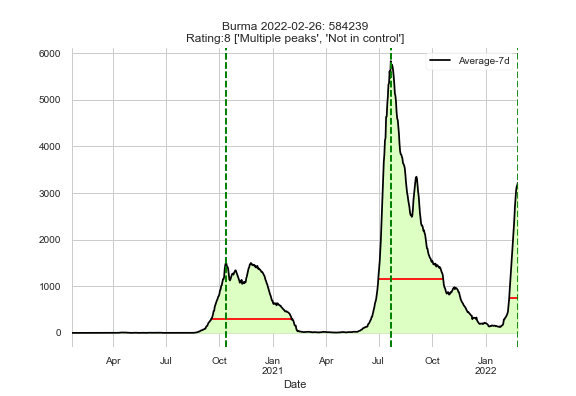 Burma 2022-02-26: 584239
Rating:8 ['Multiple peaks', 'Not in control']
Average-7d
6000
5000
4000
3000
2000
1000
0
Apr Jul Oct Jan Apr Jul Oct Jan
2021 2022
Date